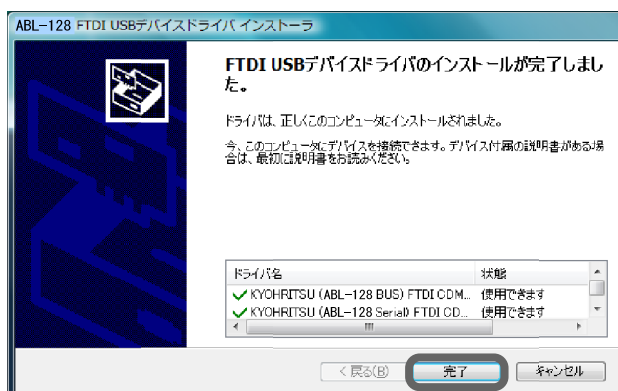 ABL-128 FTDI USBデバイスドライバ インストーラ
FTDI USBデバイスドライバのインストールが完了しまし
た。
ドライバは、正しくこのコンピュータにインストールされました。
今、このコンピュータにデバイスを接続できます。デバイス付属の説明書がある場
合は、最初に説明書をお読みください。
ドライバ名 状態
KYOHRITSU (ABL-128 BUS) FTDI CDM... 使用できます
KYOHRITSU (ABL-128 Serial) FTDI CD... 使用できます
< 戻る(B) 完了 キャンセル